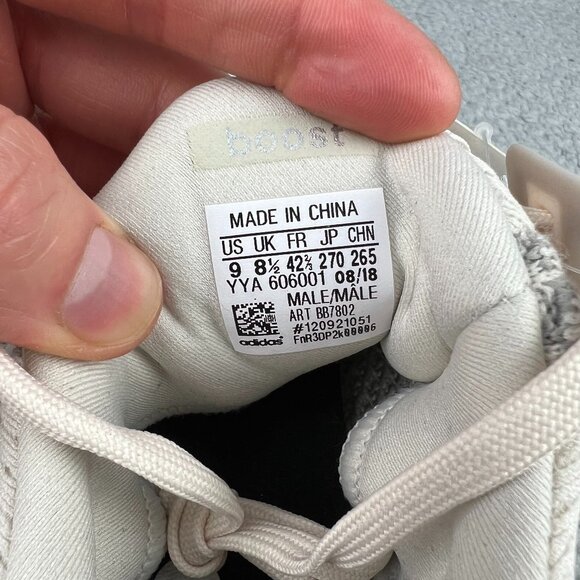 boost
MADE IN CHINA
US UK FR JP CHN
9 8½ 42⅔ 270 265
YYA 606001 08/18
MALE/MÂLE
ART BB7802
#120921051
adidas FnR3DP2k00006